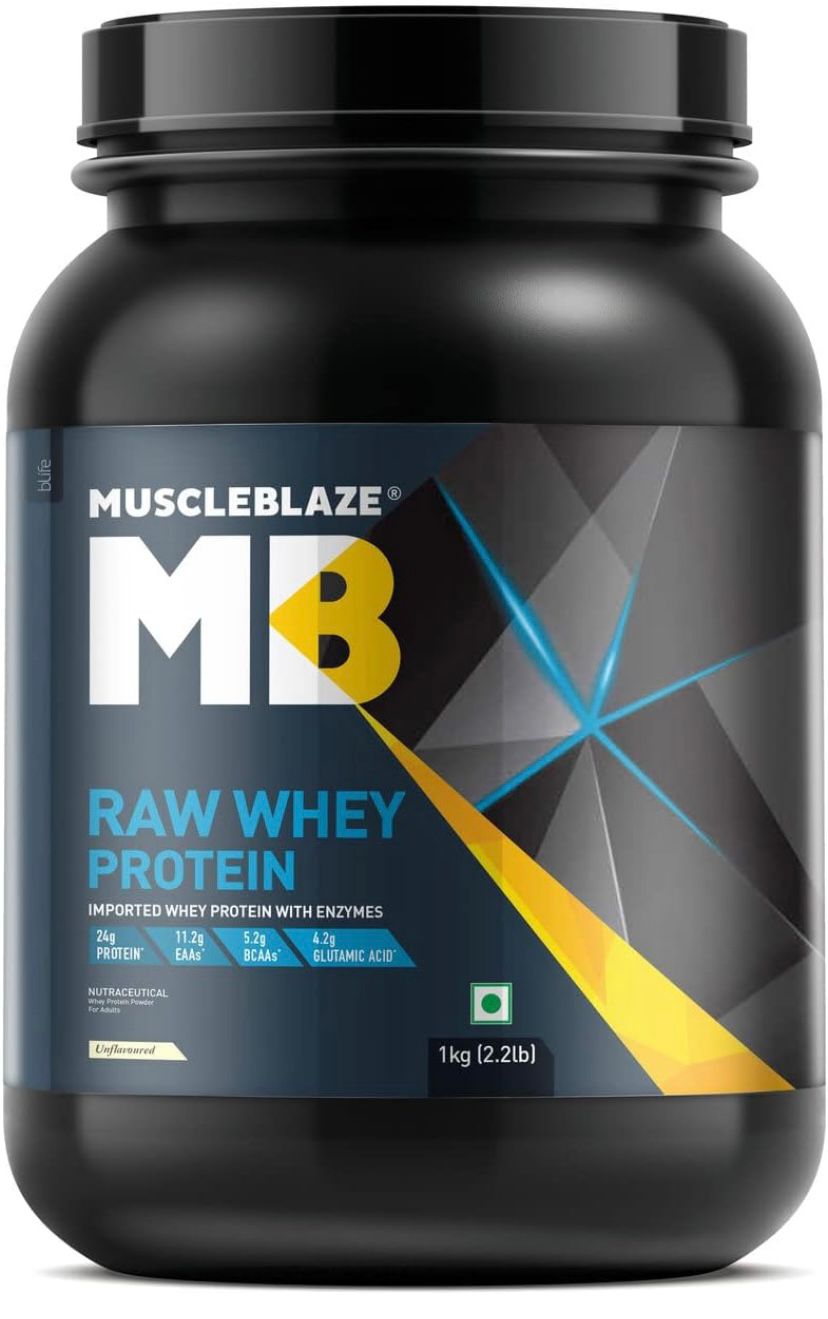 bLife
MUSCLEBLAZE®
MB
RAW WHEY
PROTEIN
IMPORTED WHEY PROTEIN WITH ENZYMES
24g
PROTEIN*
11.2g
EAAs*
5.2g
BCAAs*
4.2g
GLUTAMIC ACID*
NUTRACEUTICAL
Whey Protein Powder
For Adults
Unflavoured
1kg (2.2lb)